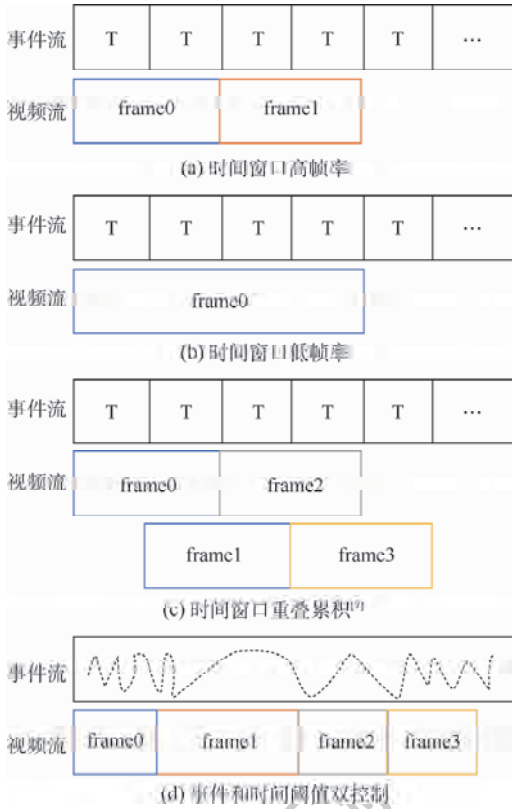 事件流 T T T T T ...
视频流 frame0 frame1
(a) 时间窗口高帧率
事件流 T T T T T ...
视频流 frame0
(b) 时间窗口低帧率
事件流 T T T T T ...
视频流 frame0 frame2
frame1 frame3
(c) 时间窗口重叠累积[9]
事件流
视频流 frame0 frame1 frame2 frame3
(d) 事件和时间阈值双控制